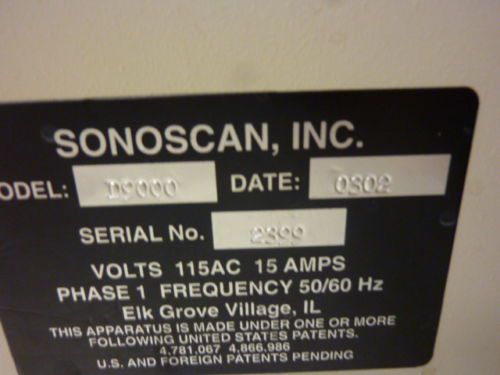 SONOSCAN, INC.
ODEL: D9000 DATE: 0302
SERIAL No. 2399
VOLTS 115AC 15 AMPS
PHASE 1 FREQUENCY 50/60 Hz
Elk Grove Village, IL
THIS APPARATUS IS MADE UNDER ONE OR MORE
FOLLOWING UNITED STATES PATENTS.
4,781,067 4,866,986
U.S. AND FOREIGN PATENTS PENDING